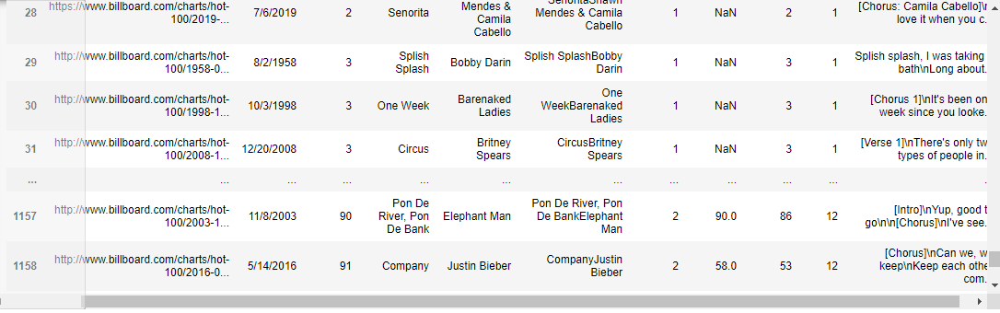 28 https://www.billboard.com/charts/hot-100/2019-... 7/6/2019 2 Senorita Mendes & Camila Cabello SenoritaShawn Mendes & Camila Cabello 1 NaN 2 1 [Chorus: Camila Cabello]\n love it when you c.
29 http://www.billboard.com/charts/hot-100/1958-0... 8/2/1958 3 Splish Splash Bobby Darin Splish SplashBobby Darin 1 NaN 3 1 Splish splash, I was taking bath\nLong about.
30 http://www.billboard.com/charts/hot-100/1998-1... 10/3/1998 3 One Week Barenaked Ladies One WeekBarenaked Ladies 1 NaN 3 1 [Chorus 1]\nIt's been on week since you looke.
31 http://www.billboard.com/charts/hot-100/2008-1... 12/20/2008 3 Circus Britney Spears CircusBritney Spears 1 NaN 3 1 [Verse 1]\nThere's only tw types of people in.
... ... ... ... ... ... ... ... ... ... ... ...
1157 http://www.billboard.com/charts/hot-100/2003-1... 11/8/2003 90 Pon De River, Pon De Bank Elephant Man Pon De River, Pon De BankElephant Man 2 90.0 86 12 [Intro]\nYup, good t go\n\n[Chorus]\nI've see.
1158 http://www.billboard.com/charts/hot-100/2016-0... 5/14/2016 91 Company Justin Bieber CompanyJustin Bieber 2 58.0 53 12 [Chorus]\nCan we, w keep\nKeep each othe com.